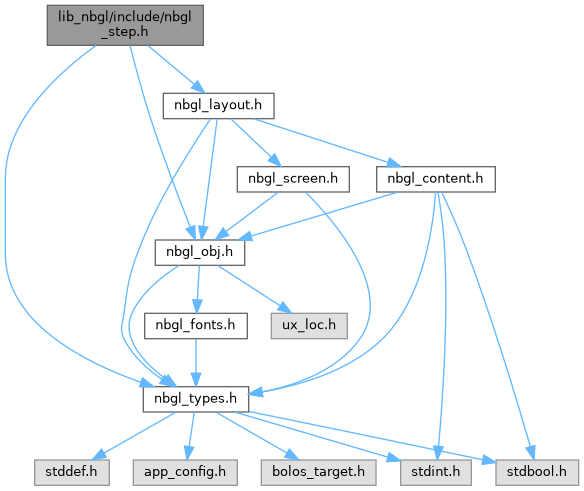 lib_nbgl/include/nbgl
_step.h
nbgl_layout.h
nbgl_screen.h
nbgl_content.h
nbgl_obj.h
nbgl_fonts.h
ux_loc.h
nbgl_types.h
stddef.h
app_config.h
bolos_target.h
stdint.h
stdbool.h